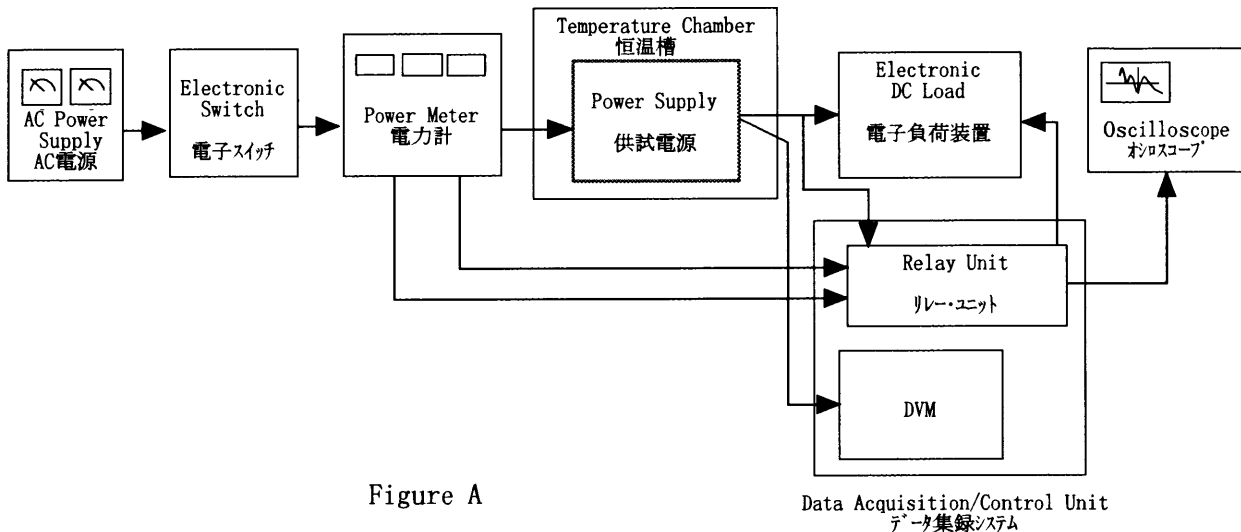 AC Power
Supply
AC電源
Electronic
Switch
電子スイッチ
Power Meter
電力計
Temperature Chamber
恒温槽
Power Supply
供試電源
Electronic
DC Load
電子負荷装置
Oscilloscope
オシロスコープ
Relay Unit
リレー・ユニット
DVM
Data Acquisition/Control Unit
データ集録システム
Figure A